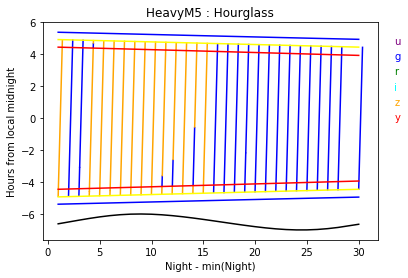 HeavyM5 : Hourglass
Hours from local midnight
6
4
2
0
−2
−4
−6
0
5
10
15
20
25
30
Night - min(Night)
u
g
r
i
z
y